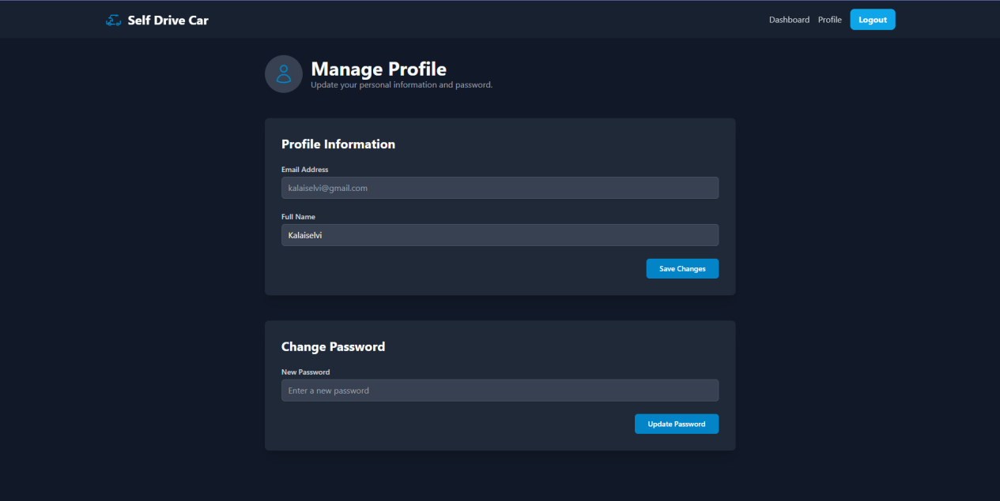 Self Drive Car
Dashboard Profile Logout
Manage Profile
Update your personal information and password.
Profile Information
Email Address
kalaiselvi@gmail.com
Full Name
Kalaiselvi
Save Changes
Change Password
New Password
Enter a new password
Update Password